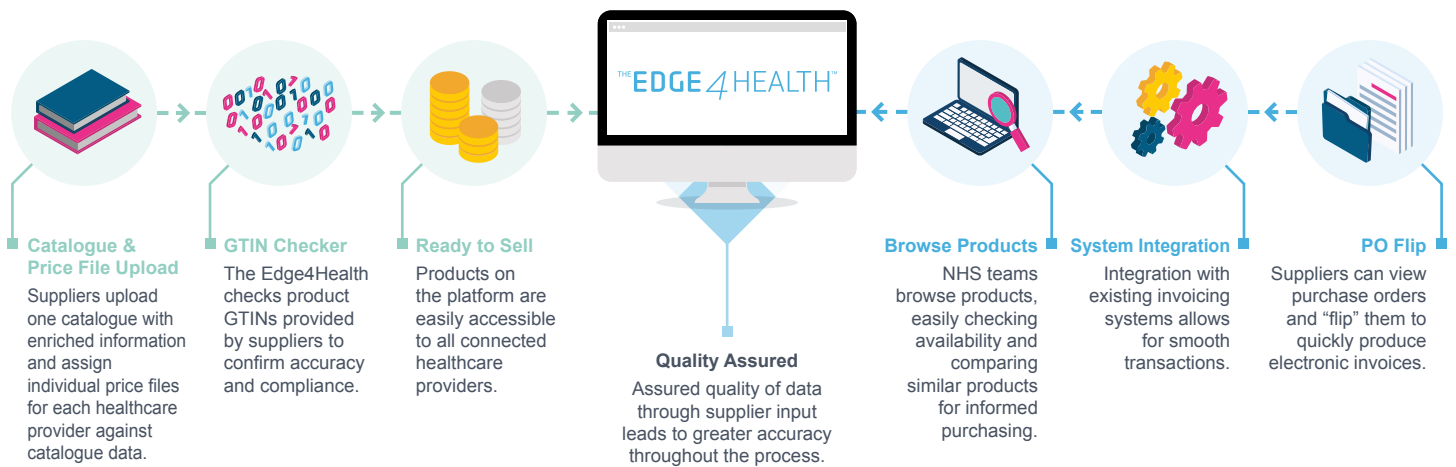 THE EDGE4HEALTH™
Catalogue &
Price File Upload
Suppliers upload
one catalogue with
enriched information
and assign
individual price files
for each healthcare
provider against
catalogue data.
GTIN Checker
The Edge4Health
checks product
GTINs provided
by suppliers to
confirm accuracy
and compliance.
Ready to Sell
Products on
the platform are
easily accessible
to all connected
healthcare
providers.
Quality Assured
Assured quality of data
through supplier input
leads to greater accuracy
throughout the process.
Browse Products
NHS teams
browse products,
easily checking
availability and
comparing
similar products
for informed
purchasing.
System Integration
Integration with
existing invoicing
systems allows
for smooth
transactions.
PO Flip
Suppliers can view
purchase orders
and “flip” them to
quickly produce
electronic invoices.